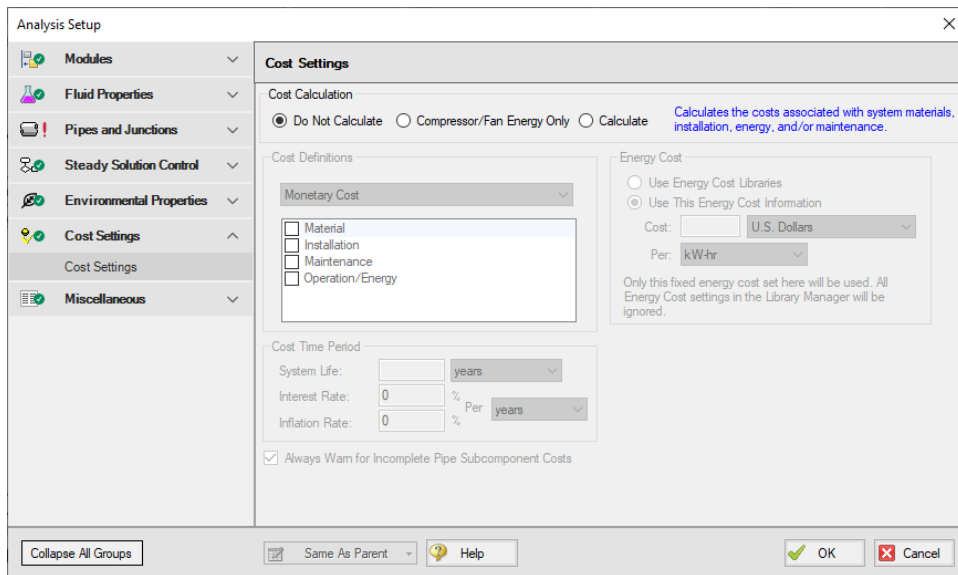 Analysis Setup
Modules
Fluid Properties
Pipes and Junctions
Steady Solution Control
Environmental Properties
Cost Settings
Cost Settings
Miscellaneous
Collapse All Groups
Cost Settings
Cost Calculation
Do Not Calculate Compressor/Fan Energy Only Calculate
Calculates the costs associated with system materials,
installation, energy, and/or maintenance.
Cost Definitions
Monetary Cost
Material
Installation
Maintenance
Operation/Energy
Energy Cost
Use Energy Cost Libraries
Use This Energy Cost Information
Cost: U.S. Dollars
Per: kW-hr
Only this fixed energy cost set here will be used. All
Energy Cost settings in the Library Manager will be
ignored.
Cost Time Period
System Life: years
Interest Rate: 0 %
Per years
Inflation Rate: 0 %
Always Warn for Incomplete Pipe Subcomponent Costs
Same As Parent Help OK Cancel